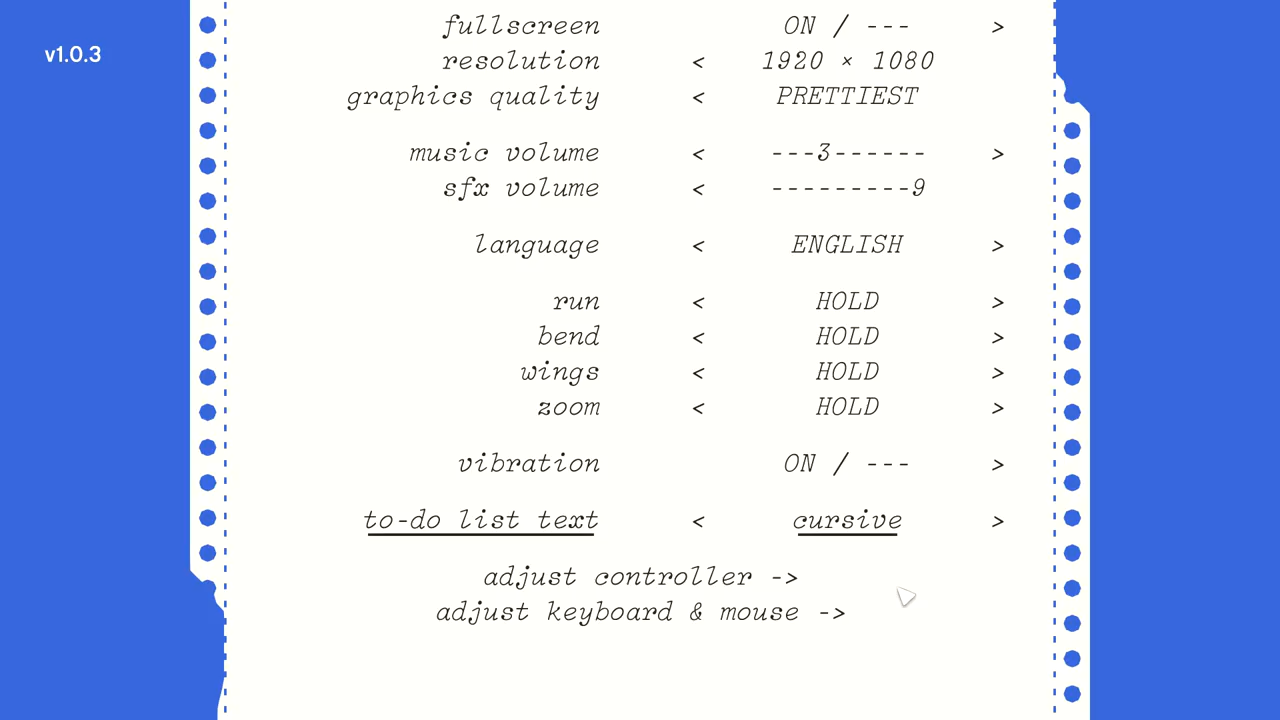 v1.0.3
fullscreen ON / --- >
resolution < 1920 × 1080
graphics quality < PRETTIEST
music volume < ---3------ >
sfx volume < ---------9
language < ENGLISH >
run < HOLD >
bend < HOLD >
wings < HOLD >
zoom < HOLD >
vibration ON / --- >
to-do list text < cursive >
adjust controller ->
adjust keyboard & mouse ->